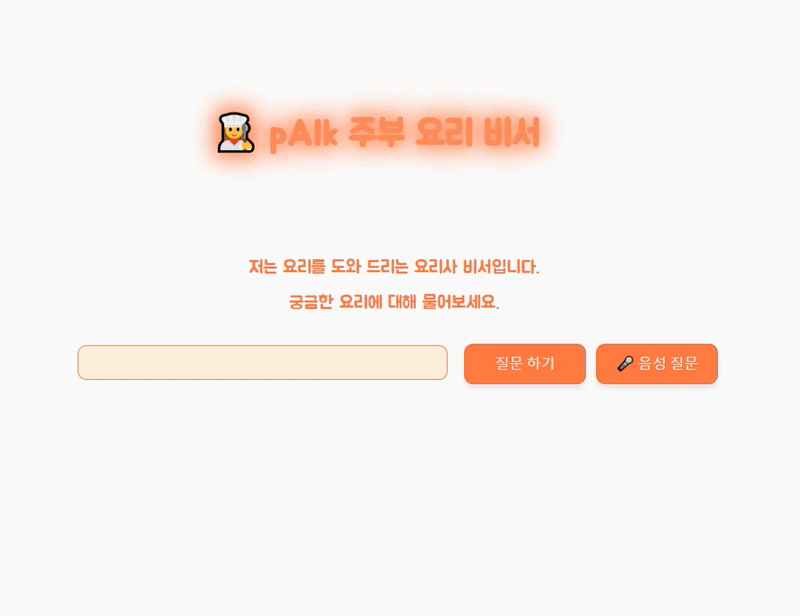 pAIk 주부 요리 비서
저는 요리를 도와 드리는 요리사 비서입니다.
궁금한 요리에 대해 물어보세요.
질문 하기
음성 질문